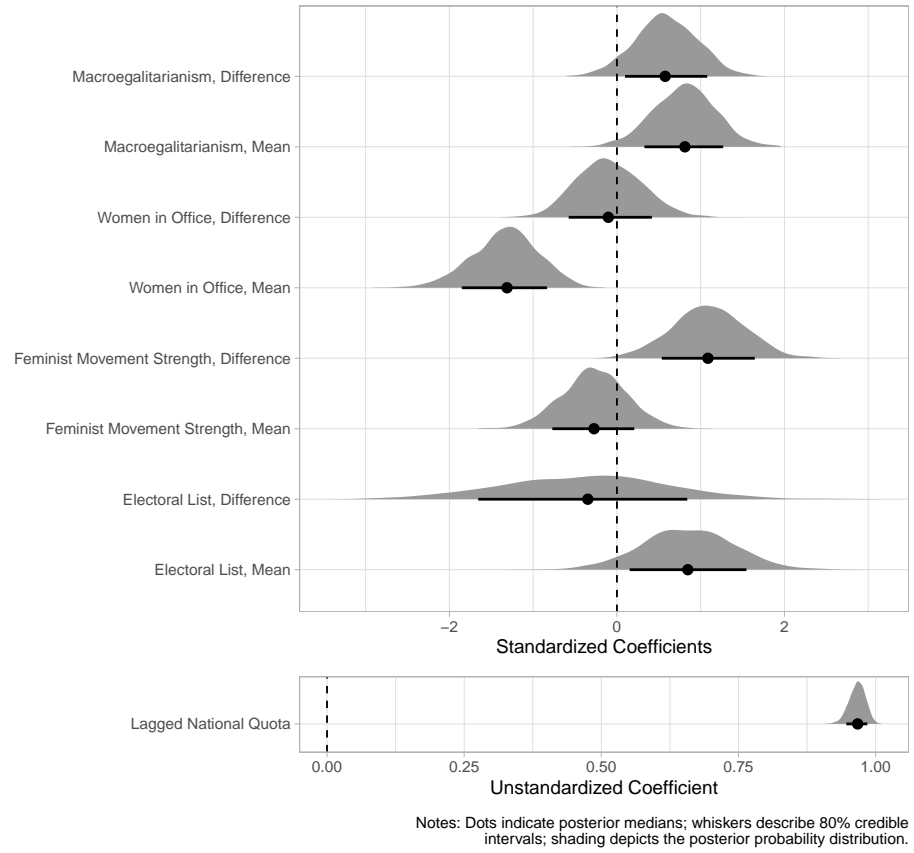 Macroegalitarianism, Difference
Macroegalitarianism, Mean
Women in Office, Difference
Women in Office, Mean
Feminist Movement Strength, Difference
Feminist Movement Strength, Mean
Electoral List, Difference
Electoral List, Mean
−2 0 2
Standardized Coefficients
Lagged National Quota
0.00 0.25 0.50 0.75 1.00
Unstandardized Coefficient
Notes: Dots indicate posterior medians; whiskers describe 80% credible
intervals; shading depicts the posterior probability distribution.